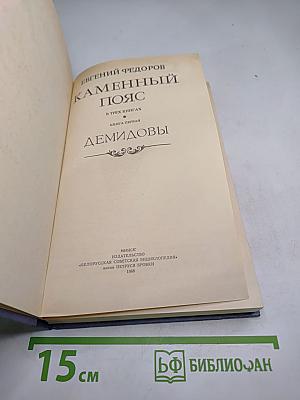 ЕВГЕНИЙ ФЕДОРОВ
КАМЕННЫЙ
ПОЯС
В ТРЕХ КНИГАХ
КНИГА ПЕРВАЯ
ДЕМИДОВЫ
МИНСК
ИЗДАТЕЛЬСТВО
«БЕЛОРУССКАЯ СОВЕТСКАЯ ЭНЦИКЛОПЕДИЯ»
имени ПЕТРУСЯ БРОВКИ
1988
15 см
БФ БИБЛИОФАН